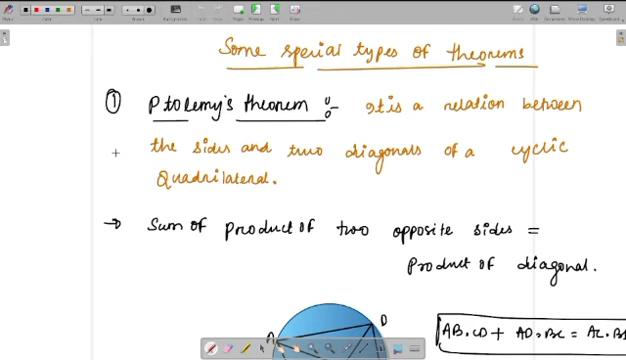 Some special types of theorems
① Ptolemy's theorem :- It is a relation between
the sides and two diagonals of a cyclic
Quadrilateral.
→ Sum of product of two opposite sides =
product of diagonal.
A D
AB.CD + AD.BC = AC.